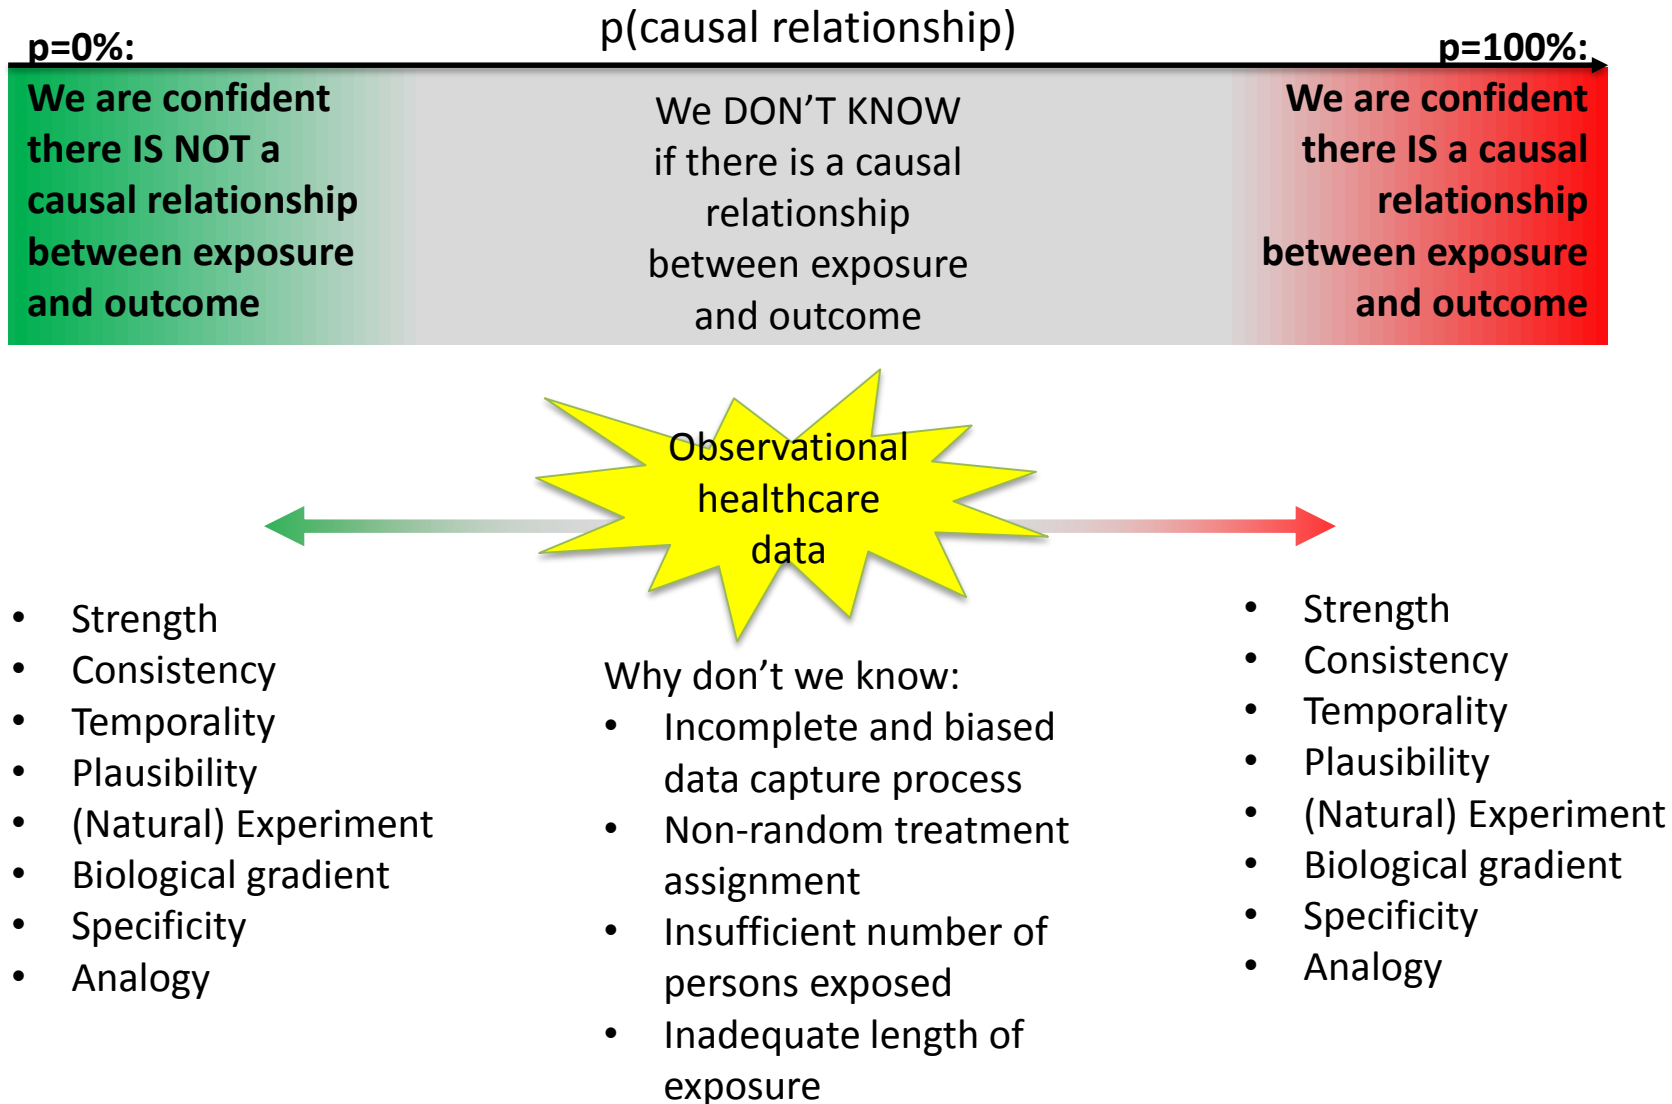 p(causal relationship)
p=0%:
p=100%:
We are confident
there IS NOT a
causal relationship
between exposure
and outcome
We DON’T KNOW
if there is a causal
relationship
between exposure
and outcome
We are confident
there IS a causal
relationship
between exposure
and outcome
Observational
healthcare
data
• Strength
• Consistency
• Temporality
• Plausibility
• (Natural) Experiment
• Biological gradient
• Specificity
• Analogy
Why don’t we know:
• Incomplete and biased
data capture process
• Non-random treatment
assignment
• Insufficient number of
persons exposed
• Inadequate length of
exposure
• Strength
• Consistency
• Temporality
• Plausibility
• (Natural) Experiment
• Biological gradient
• Specificity
• Analogy